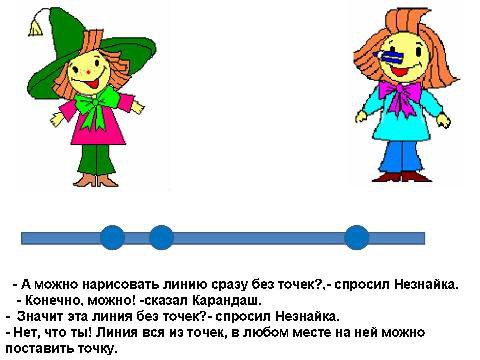 - А можно нарисовать линию сразу без точек?,- спросил Незнайка.
- Конечно, можно! -сказал Карандаш.
- Значит эта линия без точек?- спросил Незнайка.
- Нет, что ты! Линия вся из точек, в любом месте на ней можно
поставить точку.